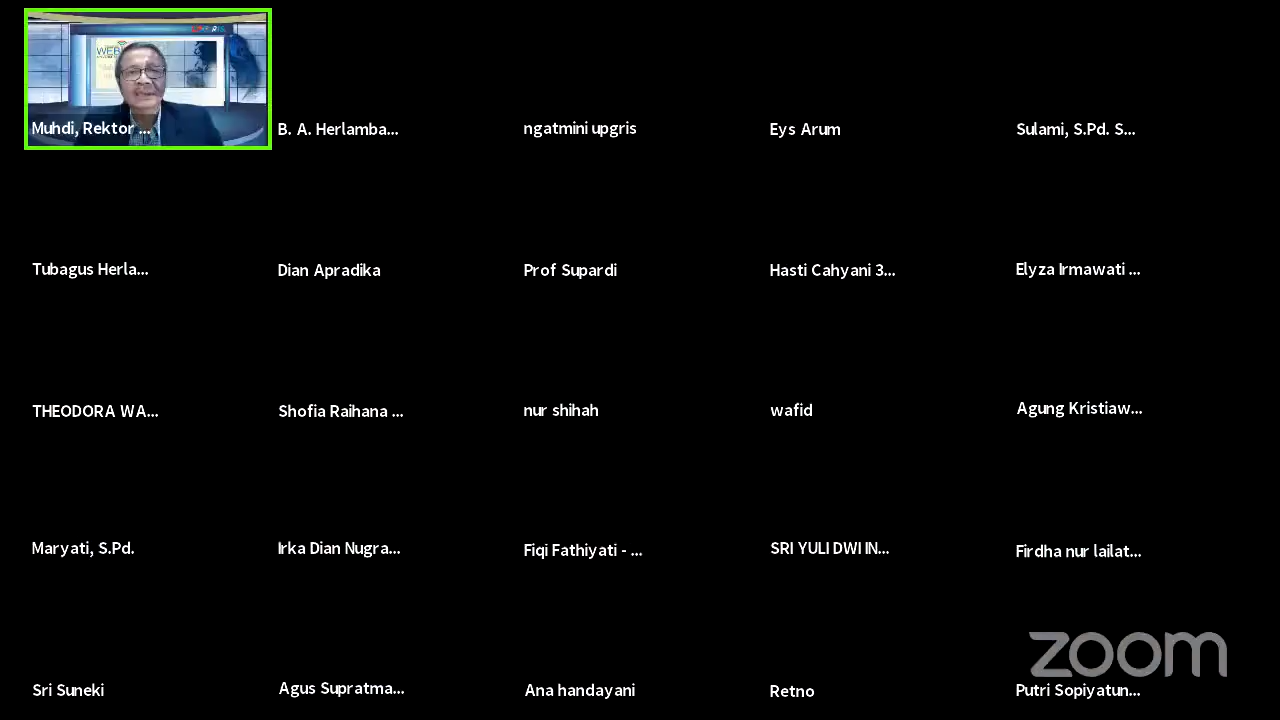 WEBI
Muhdi, Rektor ...
B. A. Herlamba...
ngatmini upgris
Eys Arum
Sulami, S.Pd. S...
Tubagus Herla...
Dian Apradika
Prof Supardi
Hasti Cahyani 3...
Elyza Irmawati ...
THEODORA WA...
Shofia Raihana ...
nur shihah
wafid
Agung Kristiaw...
Maryati, S.Pd.
Irka Dian Nugra...
Fiqi Fathiyati - ...
SRI YULI DWI IN...
Firdha nur lailat...
zoom
Sri Suneki
Agus Supratma...
Ana handayani
Retno
Putri Sopiyatun...